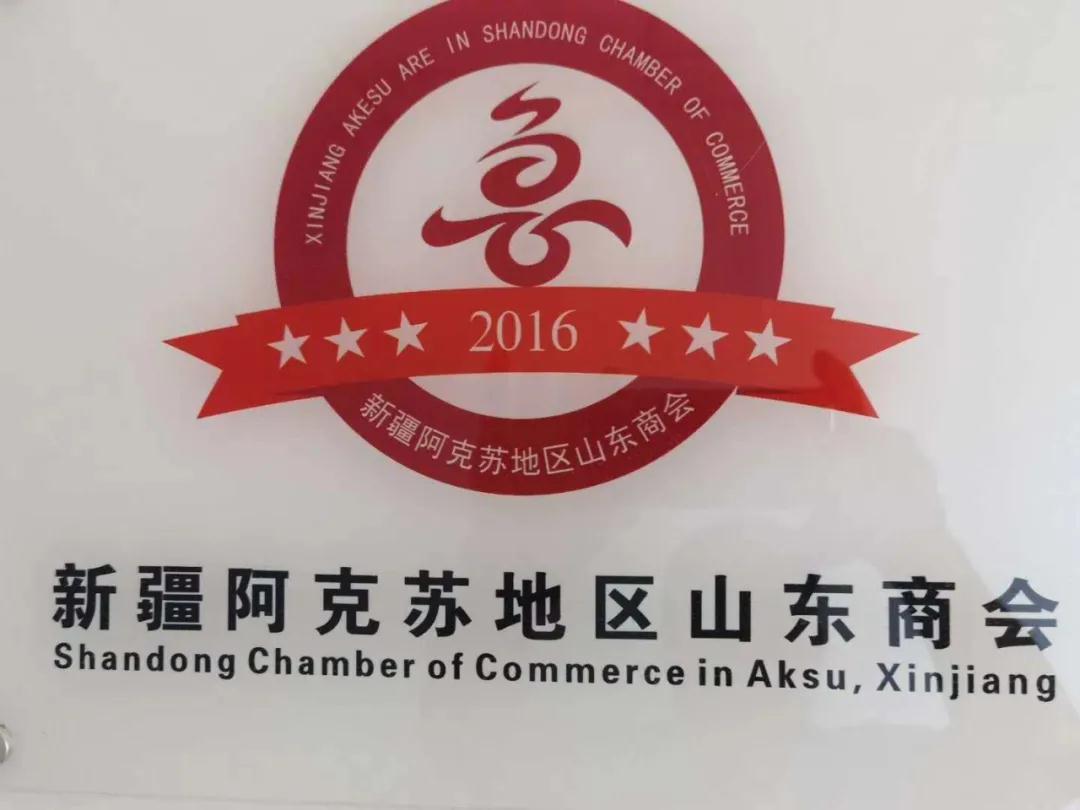 XINJIANG AKESU ARE IN SHANDONG CHAMBER OF COMMERCE
鲁
2016
新疆阿克苏地区山东商会
新疆阿克苏地区山东商会
Shandong Chamber of Commerce in Aksu, Xinjiang